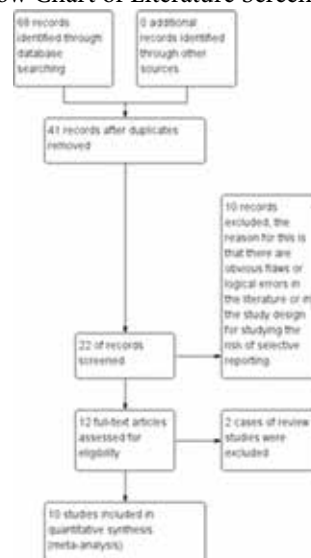 ow Chart of Literature Screen
68 records
identified through
database
searching
0 additional
records identified
through other
sources
41 records after duplicates
removed
10 records
excluded, the
reason for this is
that there are
obvious flaws or
logical errors in
the literature or in
the study design
for studying the
risk of selective
reporting.
22 of records
screened
12 full-text articles
assessed for
eligibility
2 cases of review
studies were
excluded
10 studies included in
quantitative synthesis
(meta-analysis)